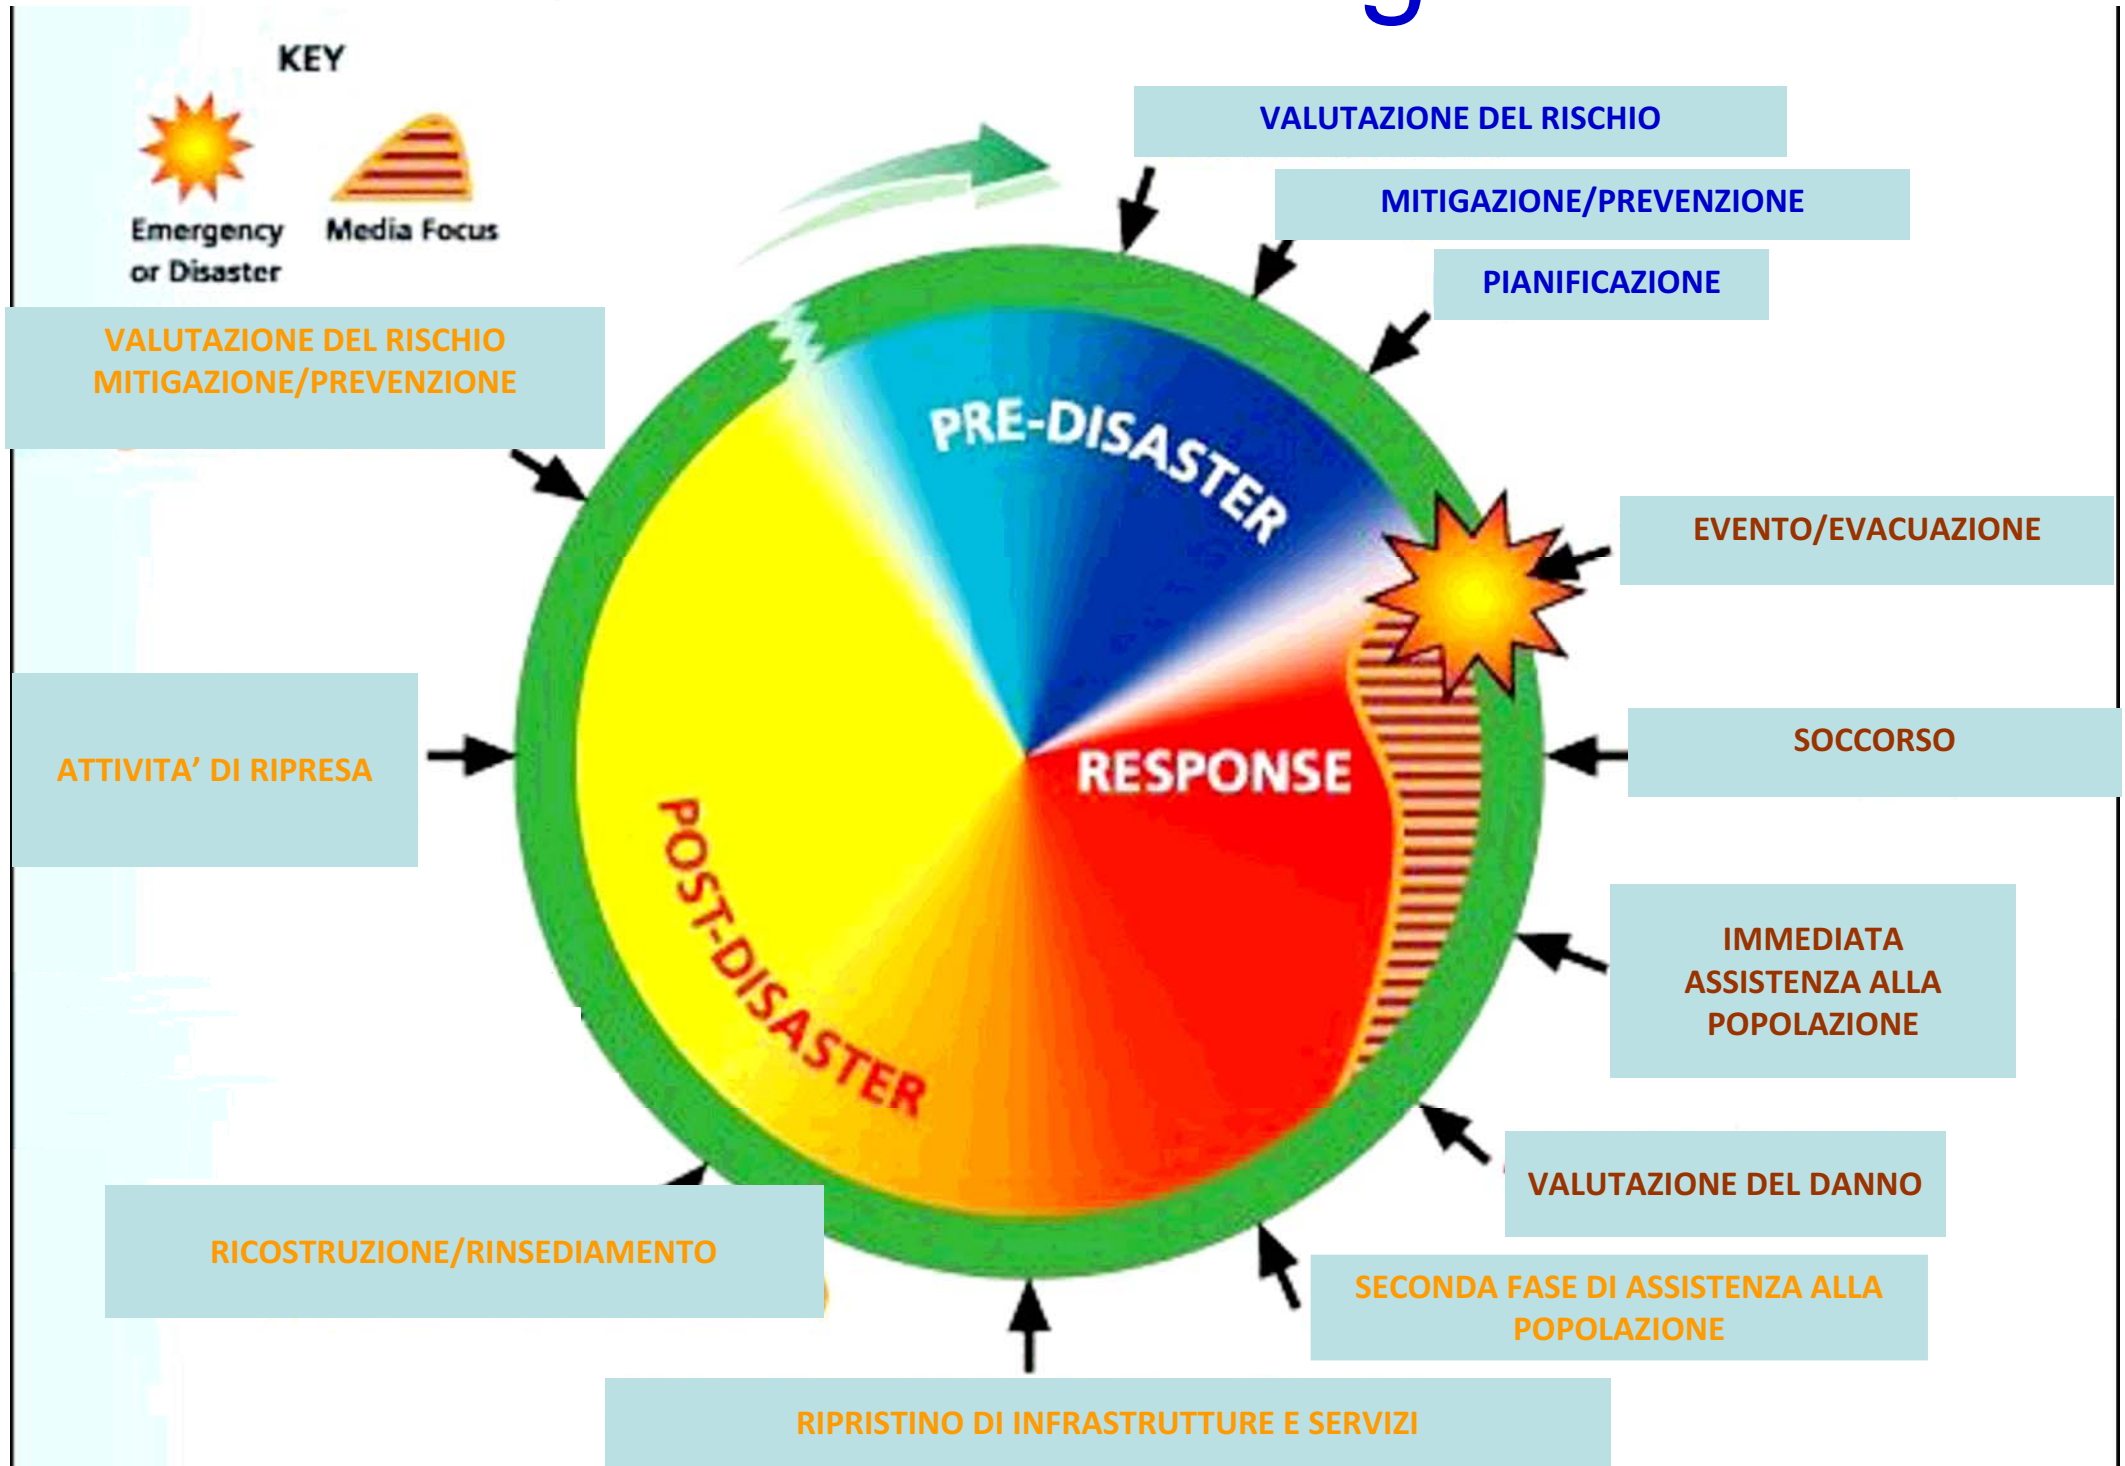 KEY
Emergency
or Disaster
Media Focus
VALUTAZIONE DEL RISCHIO
MITIGAZIONE/PREVENZIONE
PIANIFICAZIONE
VALUTAZIONE DEL RISCHIO
MITIGAZIONE/PREVENZIONE
PRE-DISASTER
EVENTO/EVACUAZIONE
ATTIVITA’ DI RIPRESA
RESPONSE
SOCCORSO
POST-DISASTER
IMMEDIATA
ASSISTENZA ALLA
POPOLAZIONE
VALUTAZIONE DEL DANNO
RICOSTRUZIONE/RINSEDIAMENTO
SECONDA FASE DI ASSISTENZA ALLA
POPOLAZIONE
RIPRISTINO DI INFRASTRUTTURE E SERVIZI